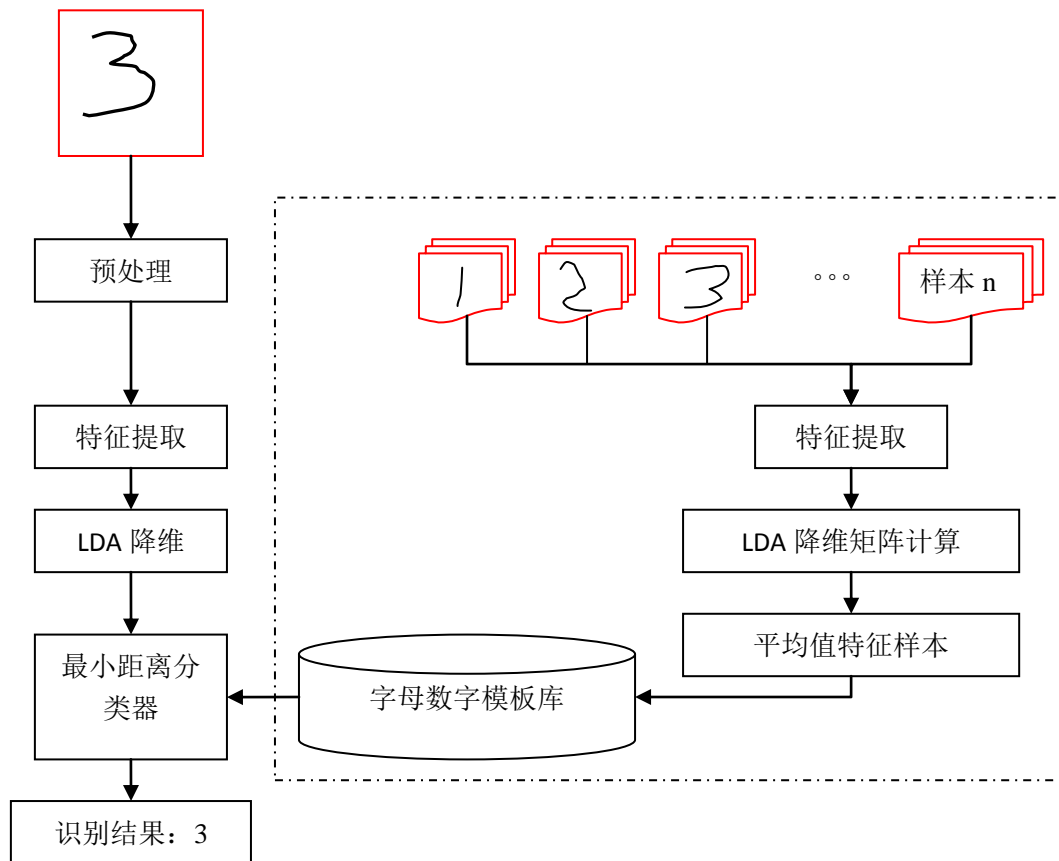 3
预处理
特征提取
LDA 降维
最小距离分
类器
识别结果：3
1
2
3
。。。
样本 n
特征提取
LDA 降维矩阵计算
平均值特征样本
字母数字模板库